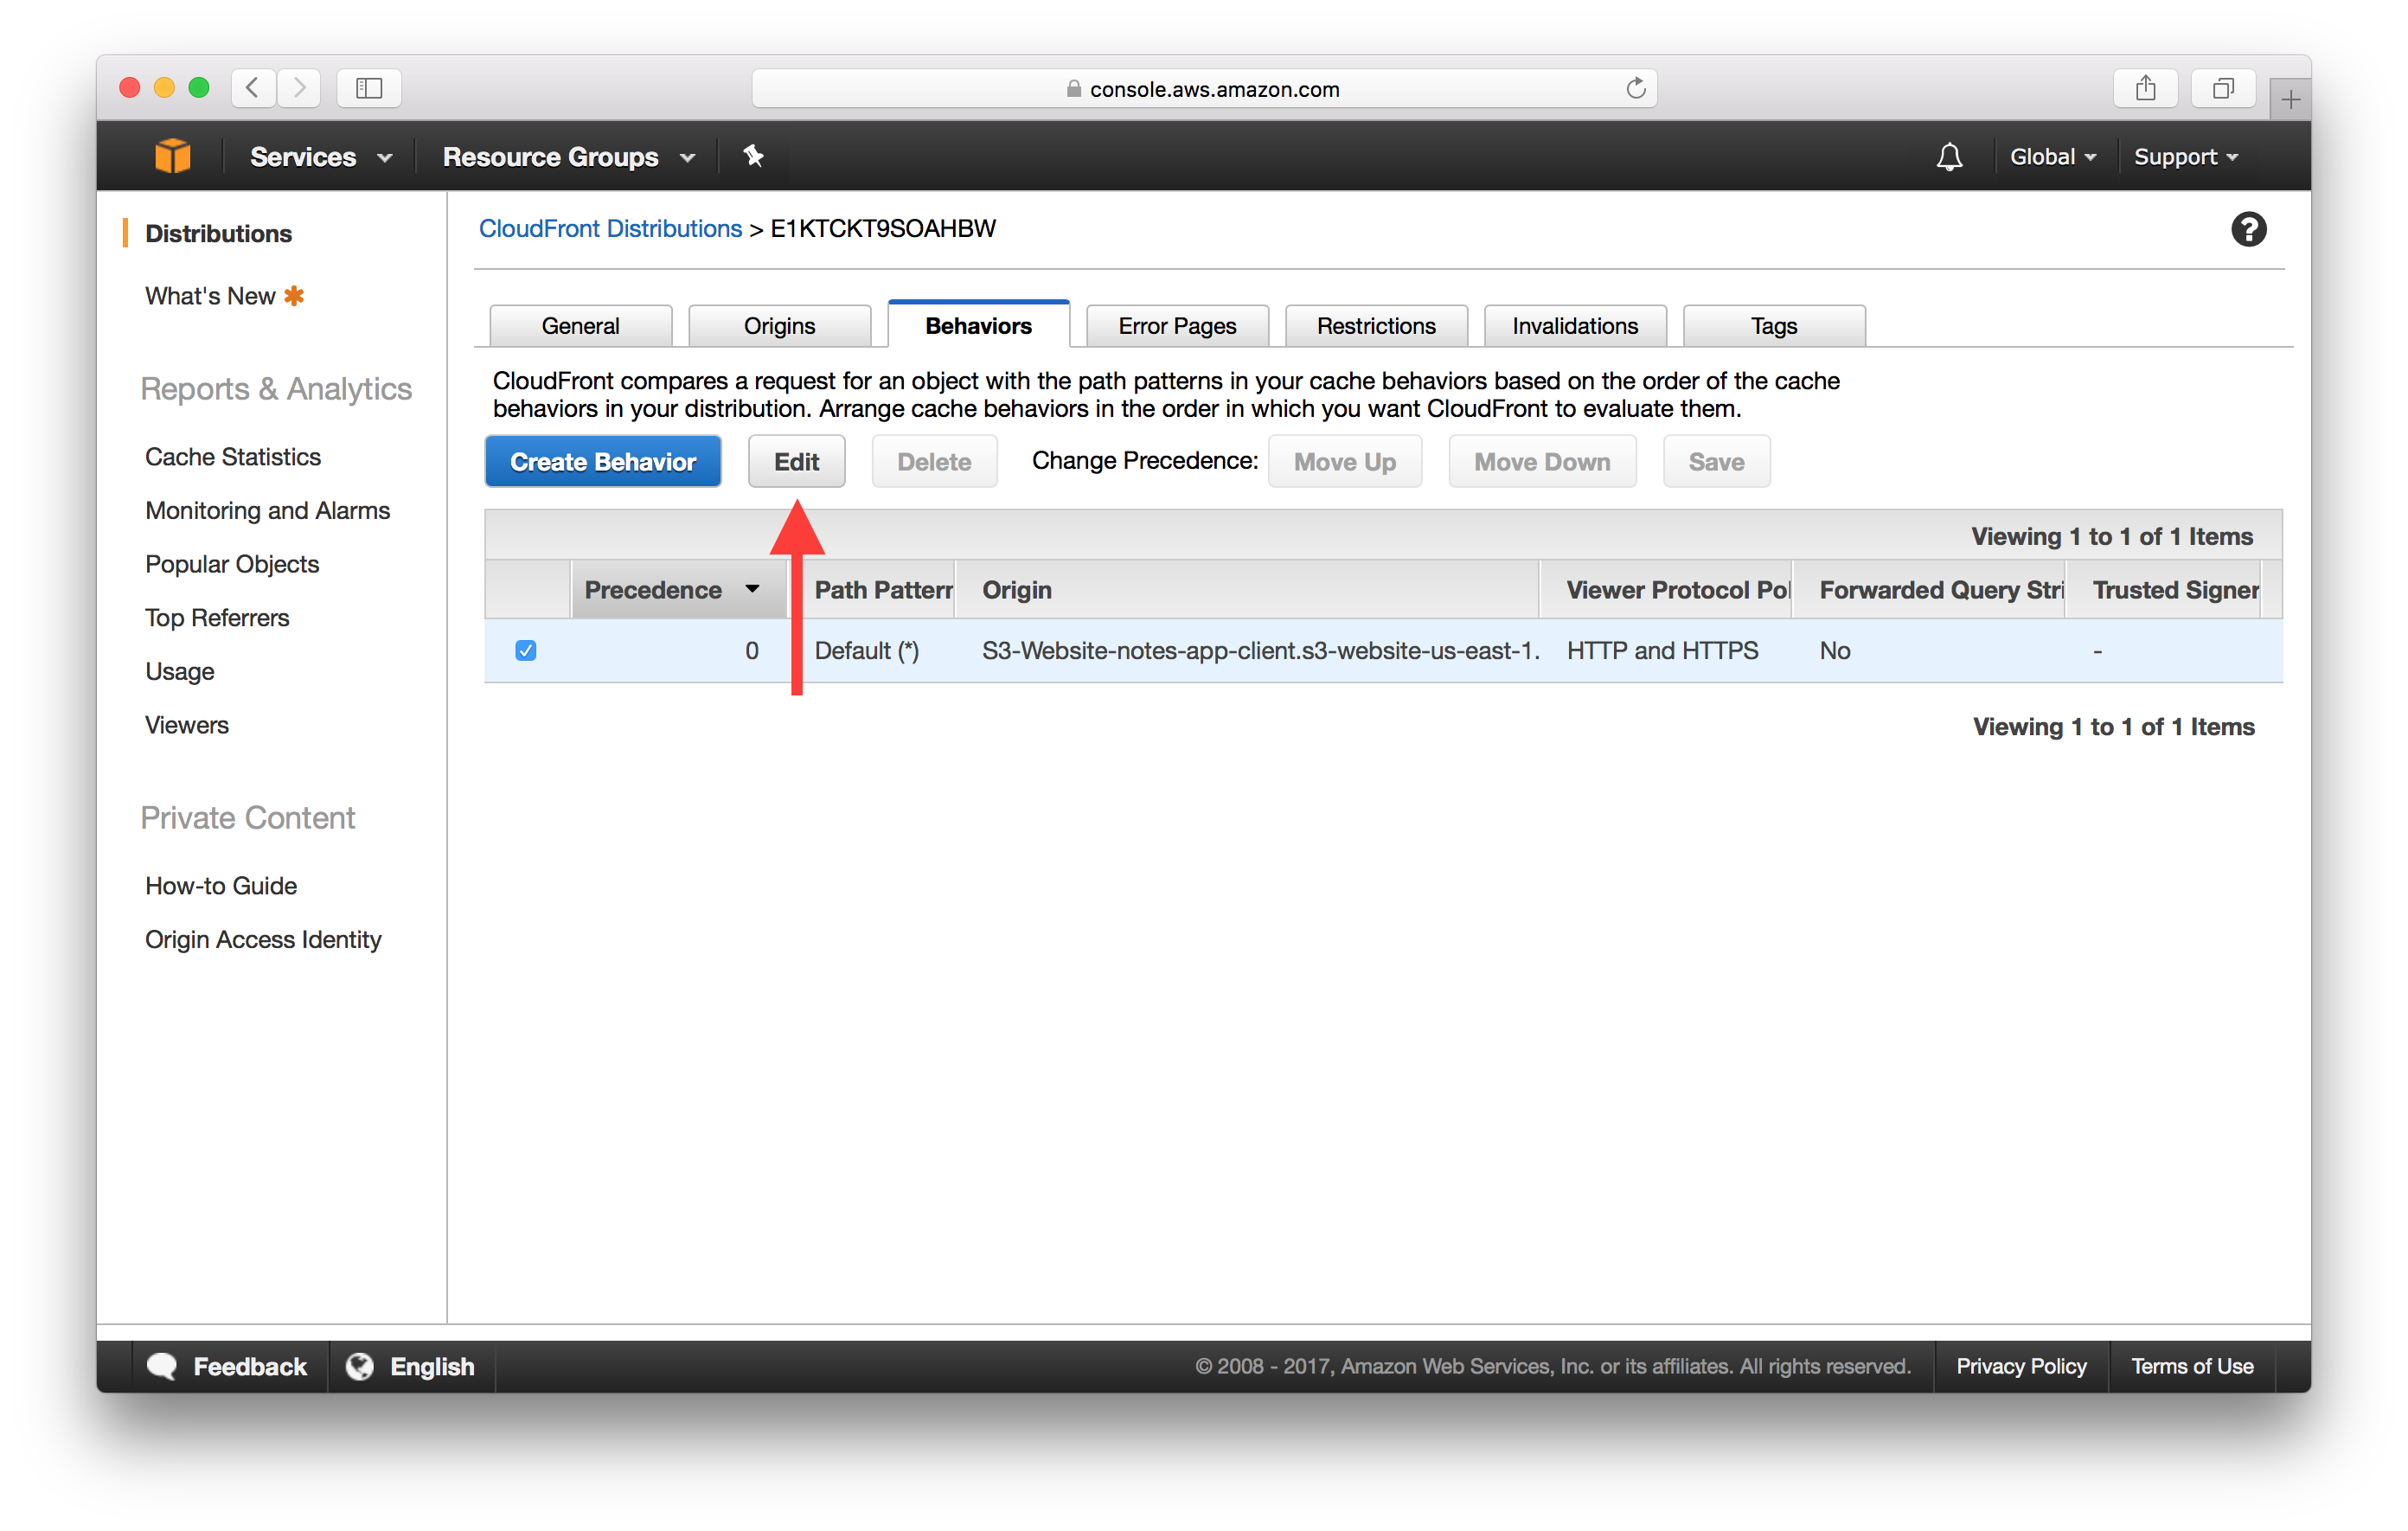 console.aws.amazon.com
Services
Resource Groups
Global
Support
Distributions
What's New
Reports & Analytics
Cache Statistics
Monitoring and Alarms
Popular Objects
Top Referrers
Usage
Viewers
Private Content
How-to Guide
Origin Access Identity
CloudFront Distributions > E1KTCKT9SOAHBW
General Origins Behaviors Error Pages Restrictions Invalidations Tags
CloudFront compares a request for an object with the path patterns in your cache behaviors based on the order of the cache
behaviors in your distribution. Arrange cache behaviors in the order in which you want CloudFront to evaluate them.
Create Behavior Edit Delete Change Precedence: Move Up Move Down Save
Viewing 1 to 1 of 1 Items
Precedence Path Pattern Origin Viewer Protocol Pol Forwarded Query Stri Trusted Signer
0 Default (*) S3-Website-notes-app-client.s3-website-us-east-1. HTTP and HTTPS No -
Viewing 1 to 1 of 1 Items
Feedback
English
© 2008 - 2017, Amazon Web Services, Inc. or its affiliates. All rights reserved.
Privacy Policy
Terms of Use